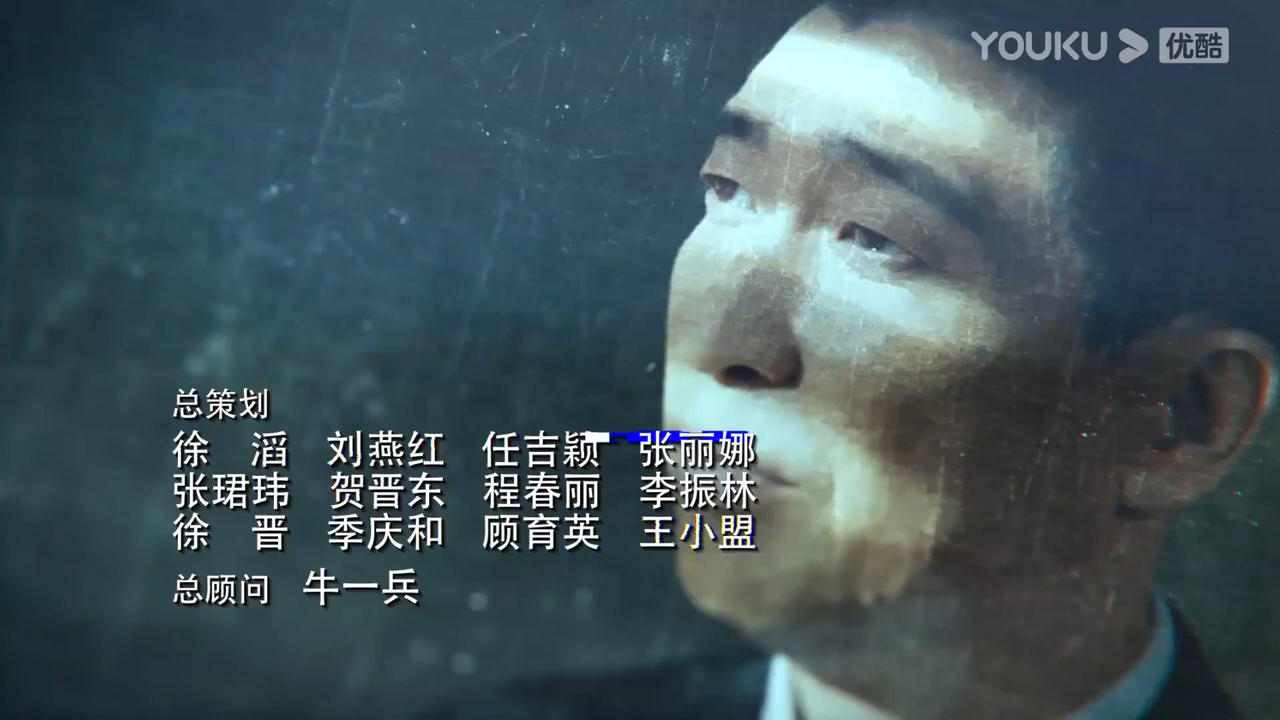 YOUKU 优酷
总策划
徐 滔 刘燕红 任吉颖 张丽娜
张珺玮 贺晋东 程春丽 李振林
徐 晋 季庆和 顾育英 王小盟
总顾问 牛一兵